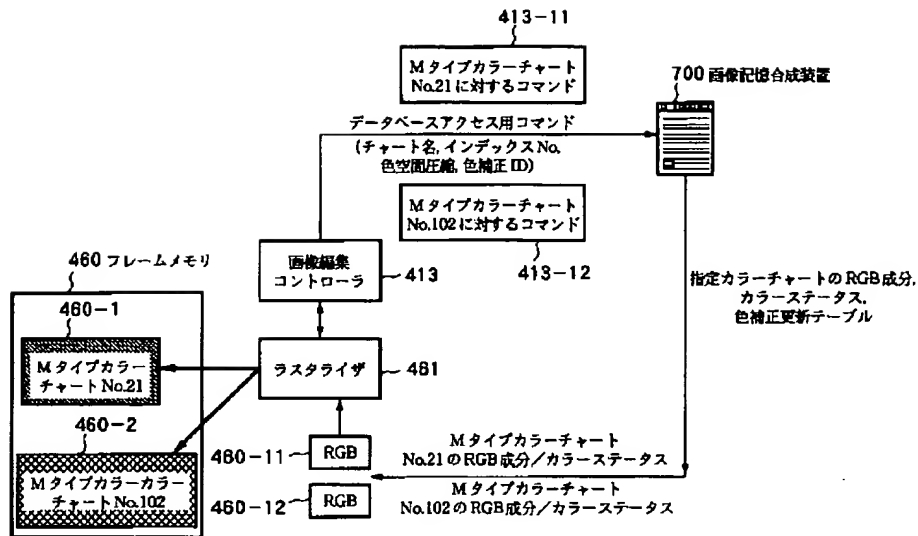 413-11
Mタイプカラーチャート
No.21に対するコマンド
700 画像記憶合成装置
データベースアクセス用コマンド
(チャート名, インデックスNo,
色空間圧縮, 色補正ID)
Mタイプカラーチャート
No.102に対するコマンド
413-12
460 フレームメモリ
画像編集
コントローラ
413
指定カラーチャートのRGB成分,
カラーステータス,
色補正更新テーブル
460-1
Mタイプカラー
チャートNo.21
ラスタライザ
461
460-2
Mタイプカラーカラー
チャートNo.102
460-11
RGB
Mタイプカラーチャート
No.21のRGB成分/カラーステータス
460-12
RGB
Mタイプカラーチャート
No.102のRGB成分/カラーステータス